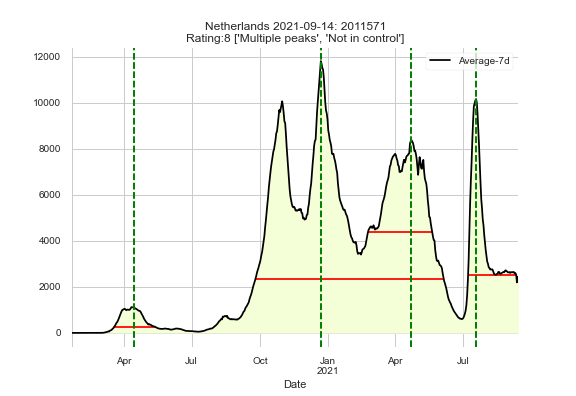 Netherlands 2021-09-14: 2011571
Rating:8 ['Multiple peaks', 'Not in control']
Average-7d
12000
10000
8000
6000
4000
2000
0
Apr Jul Oct Jan Apr Jul
2021
Date